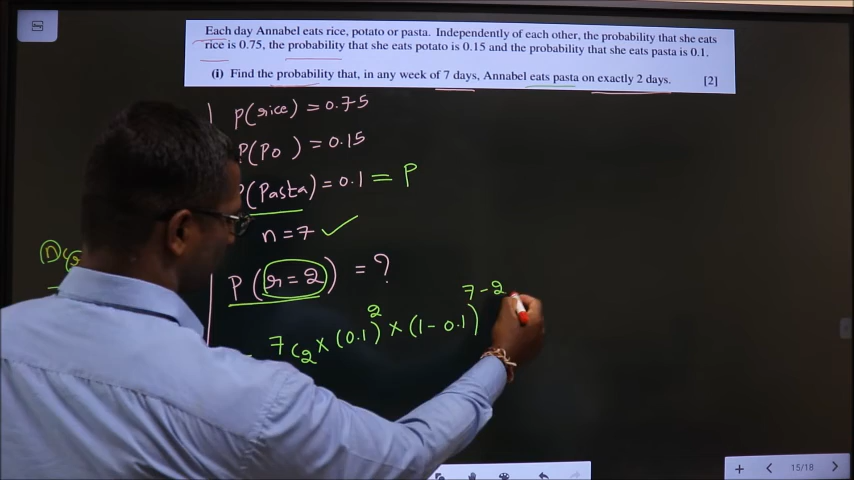 Each day Annabel eats rice, potato or pasta. Independently of each other, the probability that she eats
rice is 0.75, the probability that she eats potato is 0.15 and the probability that she eats pasta is 0.1.
(i) Find the probability that, in any week of 7 days, Annabel eats pasta on exactly 2 days. [2]
P(rice) = 0.75
P(Po ) = 0.15
P(Pasta) = 0.1 = P
n = 7 ✓
P(r = 2) = ?
7C2 × (0.1)^2 × (1 - 0.1)^7-2
15/18